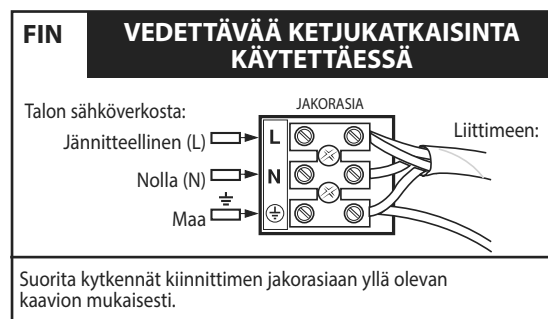 FIN
VEDETTÄVÄÄ KETJUKATKAISINTA
KÄYTETTÄESSÄ
Talon sähköverkosta:
JAKORASIA
Liittimeen:
Jännitteellinen (L)
L
Nolla (N)
N
Maa
Suorita kytkennät kiinnittimen jakorasiaan yllä olevan
kaavion mukaisesti.